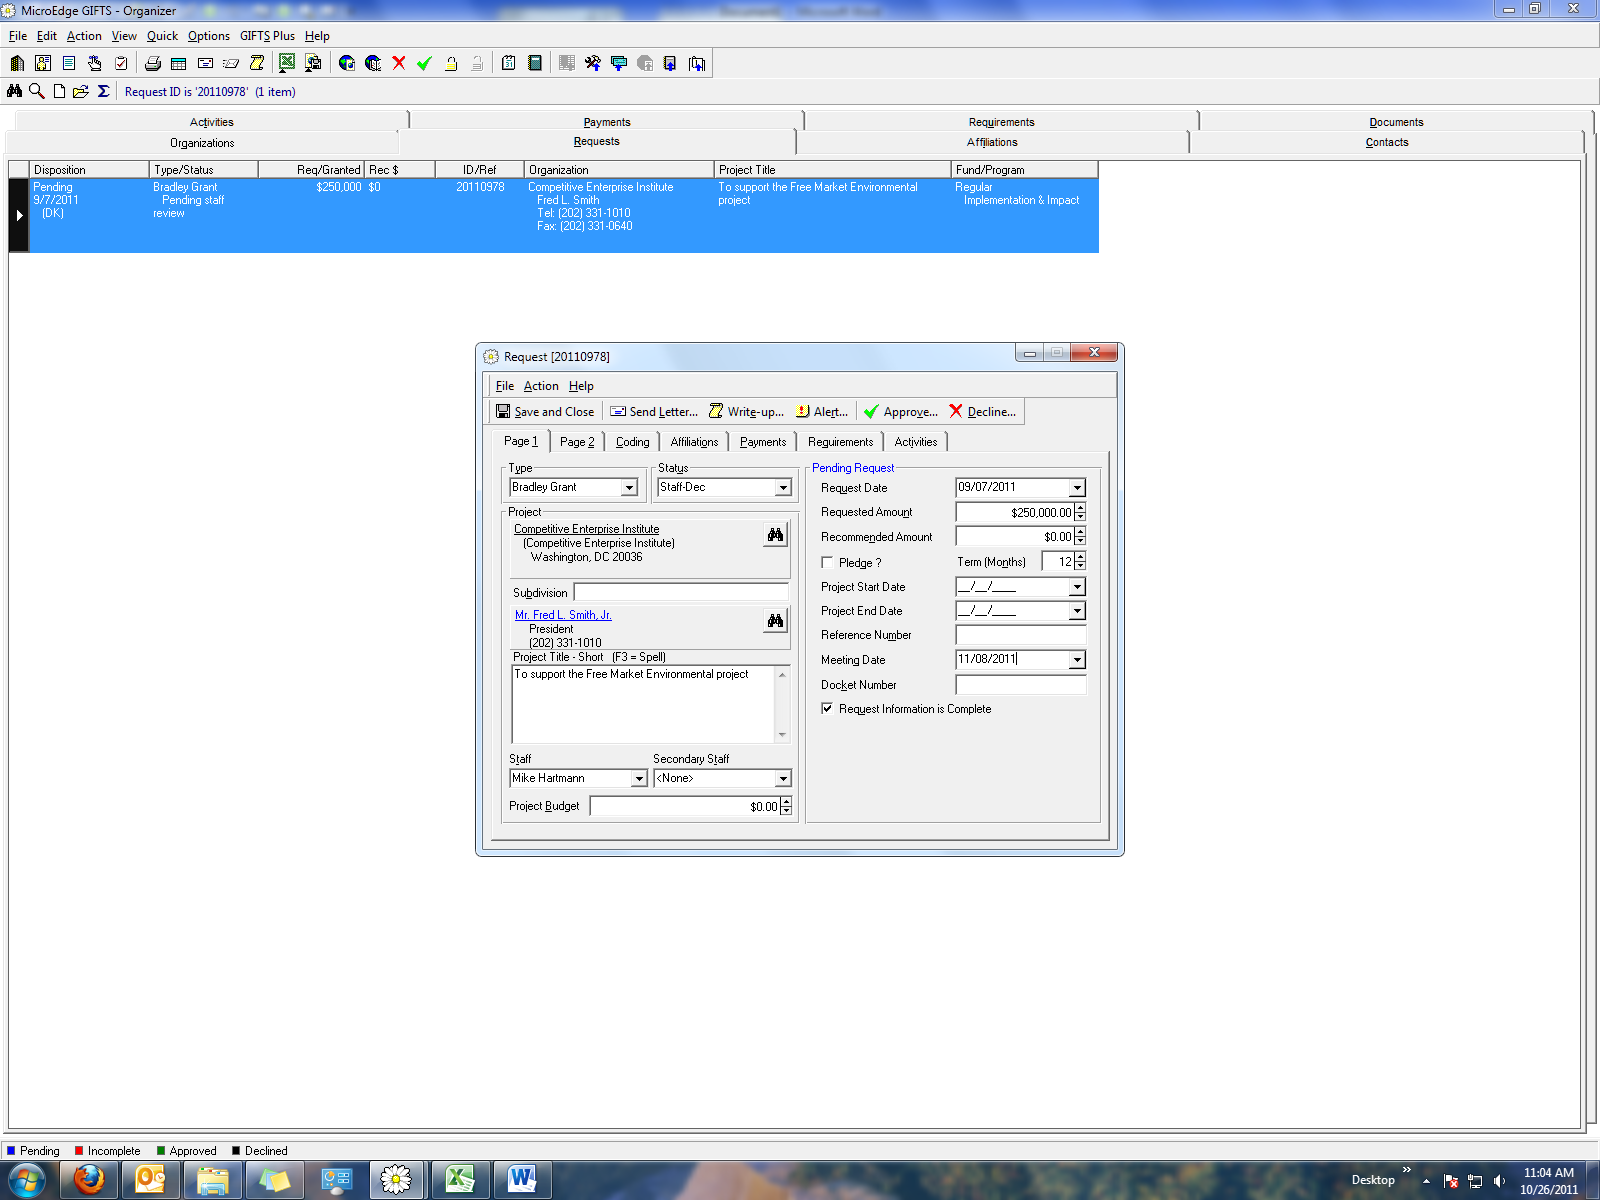 MicroEdge GIFTS - Organizer
File Edit Action View Quick Options GIFTS Plus Help
Request ID is '20110978' (1 item)
Activities Payments Requirements Documents
Organizations Requests Affiliations Contacts
Disposition Type/Status Req/Granted Rec $ ID/Ref Organization Project Title Fund/Program
Pending Bradley Grant $250,000 $0 20110978 Competitive Enterprise Institute To support the Free Market Environmental Regular
9/7/2011 Pending staff Fred L. Smith project Implementation & Impact
(DK) review Tel: (202) 331-1010
Fax: (202) 331-0640
Request [20110978]
File Action Help
Save and Close Send Letter... Write-up... Alert... Approve... Decline...
Page 1 Page 2 Coding Affiliations Payments Requirements Activities
Type Status Pending Request
Bradley Grant Staff-Dec Request Date 09/07/2011
Project Requested Amount $250,000.00
Competitive Enterprise Institute Recommended Amount $0.00
(Competitive Enterprise Institute)
Washington, DC 20036 Pledge ? Term (Months) 12
Subdivision Project Start Date __/__/____
Mr. Fred L. Smith, Jr. Project End Date __/__/____
President Reference Number
(202) 331-1010
Project Title - Short (F3 = Spell) Meeting Date 11/08/2011
To support the Free Market Environmental project Docket Number
Request Information is Complete
Staff Secondary Staff
Mike Hartmann <None>
Project Budget $0.00
Pending Incomplete Approved Declined
Desktop
11:04 AM
10/26/2011